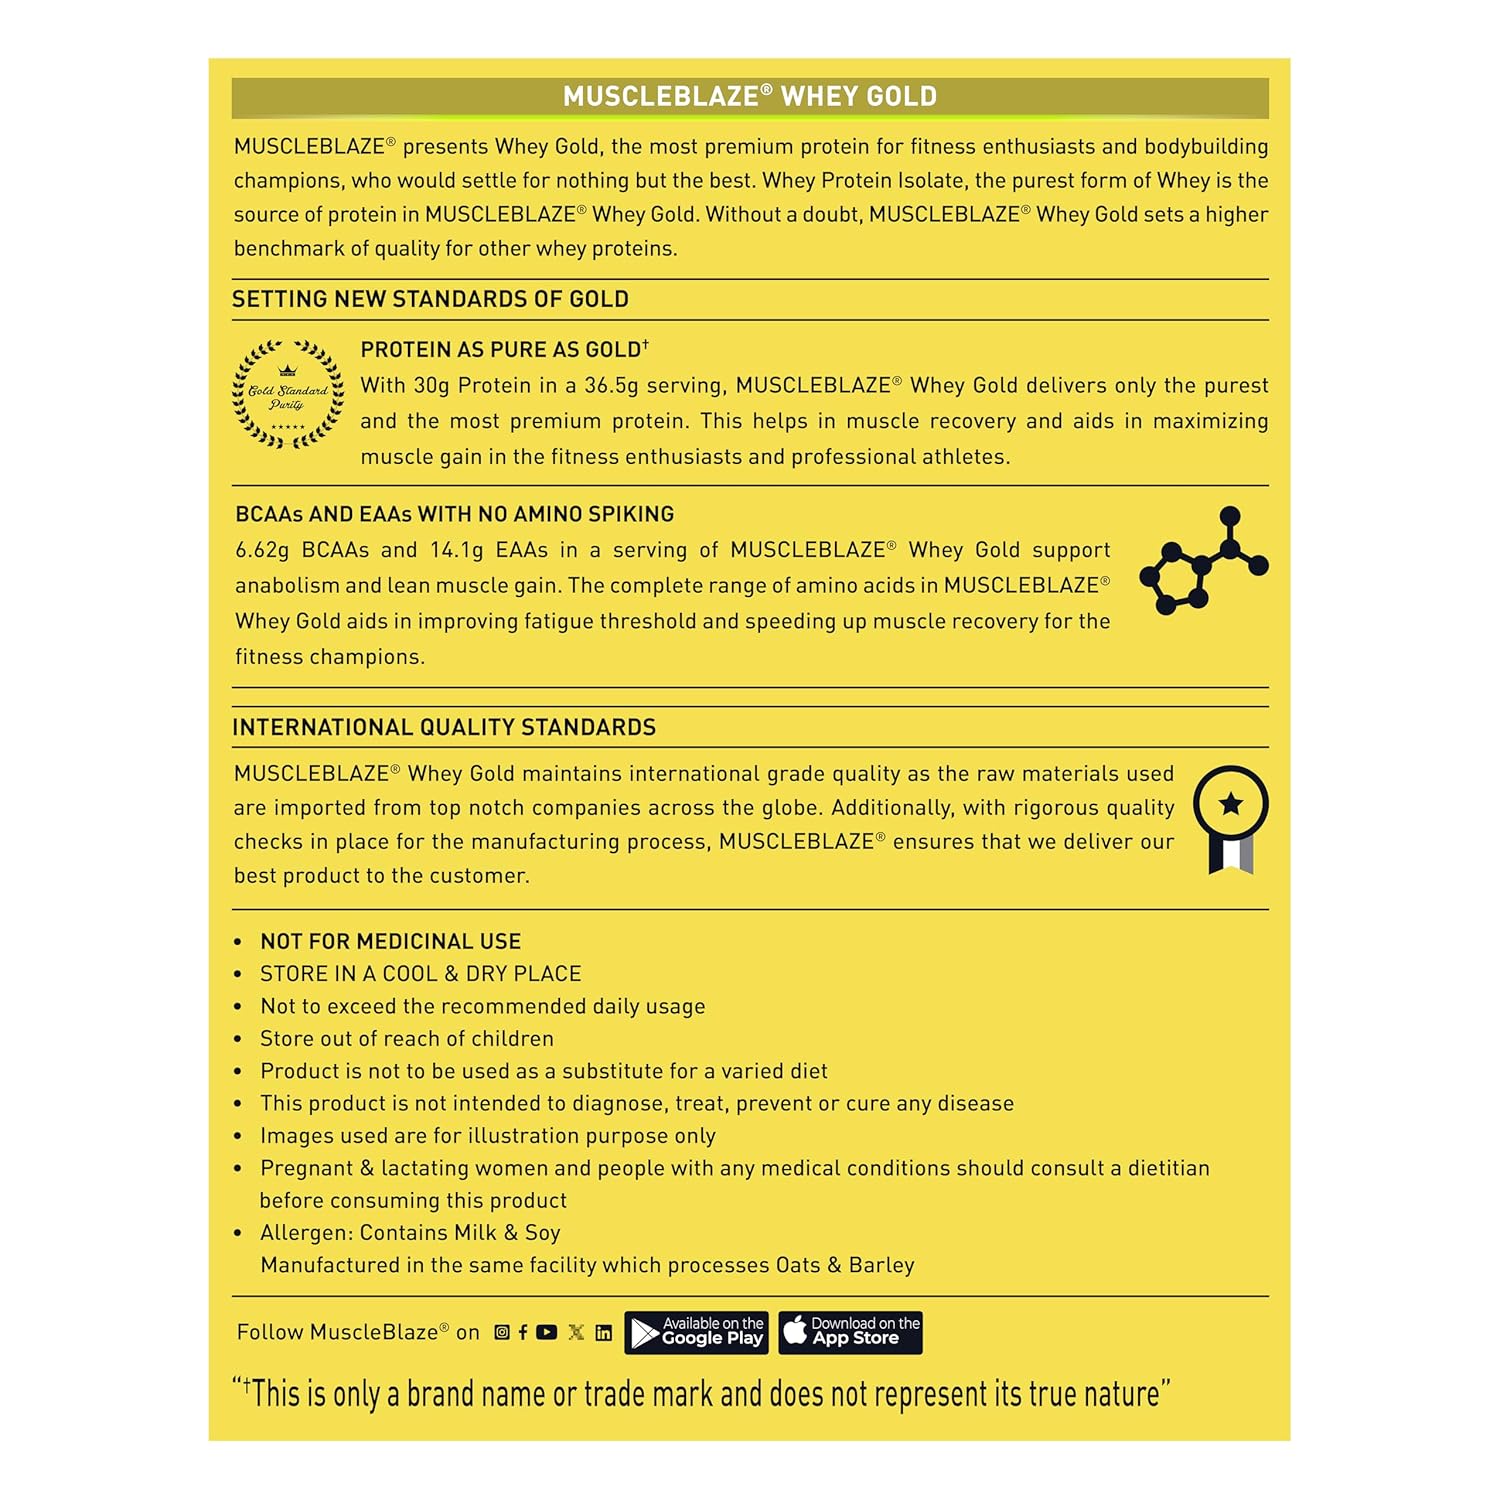 MUSCLEBLAZE® WHEY GOLD
MUSCLEBLAZE® presents Whey Gold, the most premium protein for fitness enthusiasts and bodybuilding
champions, who would settle for nothing but the best. Whey Protein Isolate, the purest form of Whey is the
source of protein in MUSCLEBLAZE® Whey Gold. Without a doubt, MUSCLEBLAZE® Whey Gold sets a higher
benchmark of quality for other whey proteins.
SETTING NEW STANDARDS OF GOLD
Gold Standard
Purity
PROTEIN AS PURE AS GOLD†
With 30g Protein in a 36.5g serving, MUSCLEBLAZE® Whey Gold delivers only the purest
and the most premium protein. This helps in muscle recovery and aids in maximizing
muscle gain in the fitness enthusiasts and professional athletes.
BCAAs AND EAAs WITH NO AMINO SPIKING
6.62g BCAAs and 14.1g EAAs in a serving of MUSCLEBLAZE® Whey Gold support
anabolism and lean muscle gain. The complete range of amino acids in MUSCLEBLAZE®
Whey Gold aids in improving fatigue threshold and speeding up muscle recovery for the
fitness champions.
INTERNATIONAL QUALITY STANDARDS
MUSCLEBLAZE® Whey Gold maintains international grade quality as the raw materials used
are imported from top notch companies across the globe. Additionally, with rigorous quality
checks in place for the manufacturing process, MUSCLEBLAZE® ensures that we deliver our
best product to the customer.
• NOT FOR MEDICINAL USE
• STORE IN A COOL & DRY PLACE
• Not to exceed the recommended daily usage
• Store out of reach of children
• Product is not to be used as a substitute for a varied diet
• This product is not intended to diagnose, treat, prevent or cure any disease
• Images used are for illustration purpose only
• Pregnant & lactating women and people with any medical conditions should consult a dietitian
before consuming this product
• Allergen: Contains Milk & Soy
Manufactured in the same facility which processes Oats & Barley
Follow MuscleBlaze® on
Available on the
Google Play
Download on the
App Store
“†This is only a brand name or trade mark and does not represent its true nature”